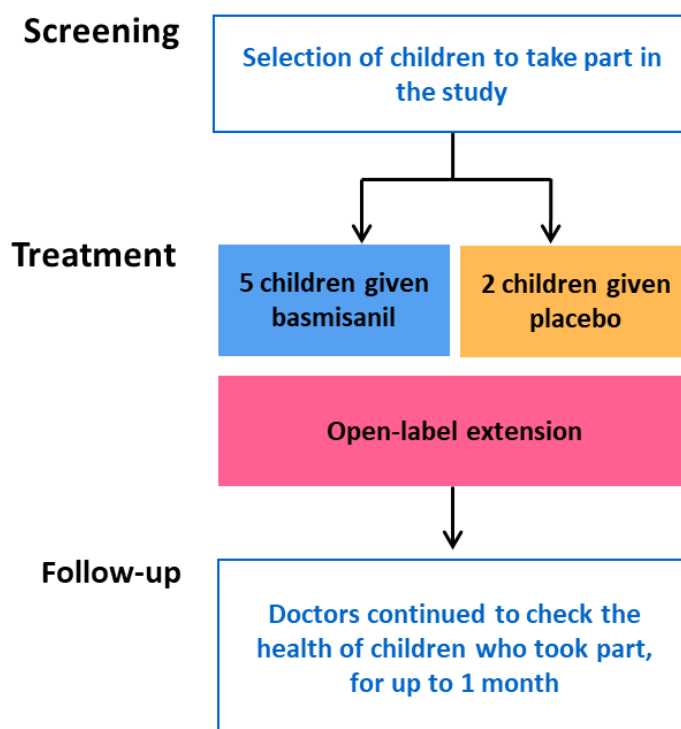 Screening
Selection of children to take part in
the study
Treatment
5 children given
basmisanil
2 children given
placebo
Open-label extension
Follow-up
Doctors continued to check the
health of children who took part,
for up to 1 month